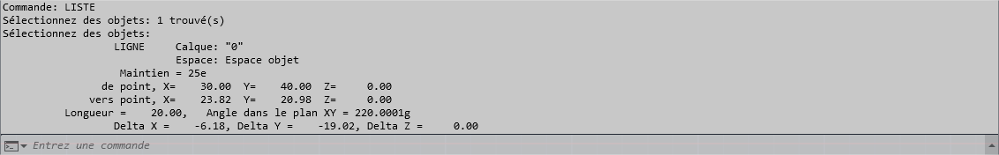 Commande: LISTE
Sélectionnez des objets: 1 trouvé(s)
Sélectionnez des objets:
LIGNE Calque: "0"
Espace: Espace objet
Maintien = 25e
de point, X= 30.00 Y= 40.00 Z= 0.00
vers point, X= 23.82 Y= 20.98 Z= 0.00
Longueur = 20.00, Angle dans le plan XY = 220.0001g
Delta X = -6.18, Delta Y = -19.02, Delta Z = 0.00
Entrez une commande